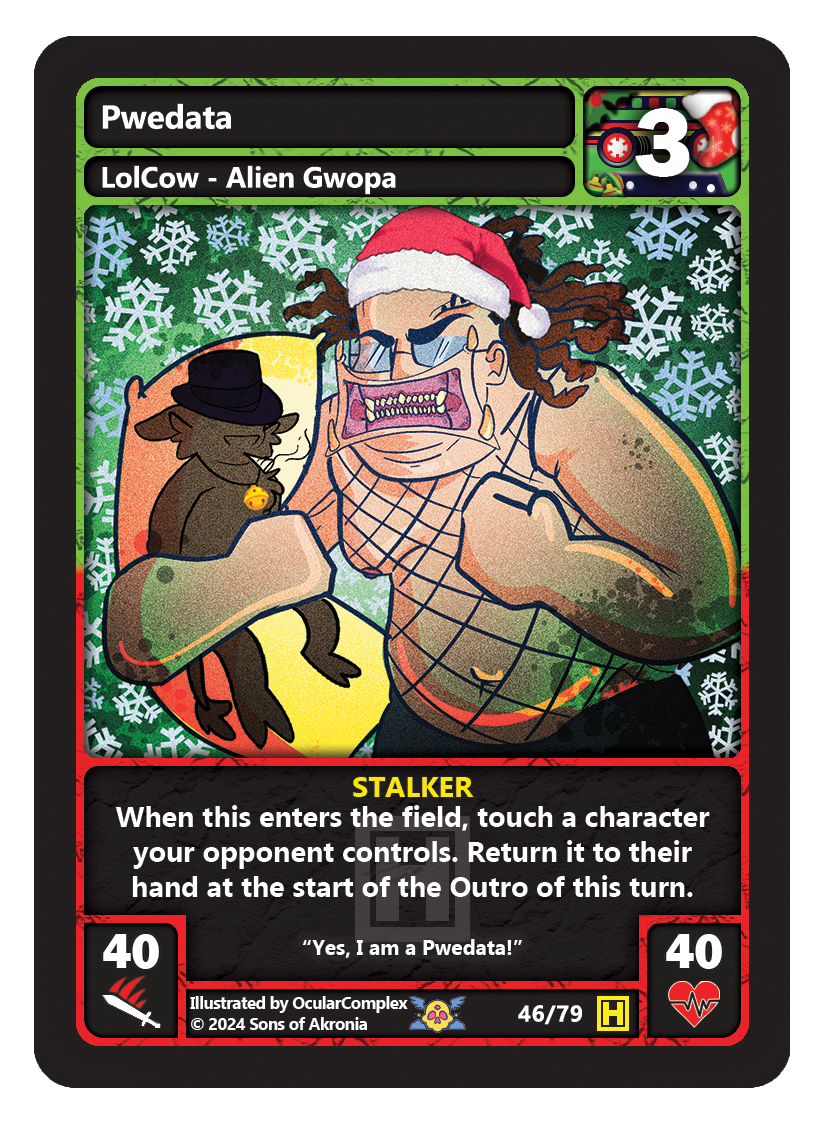 Pwedata
3
LolCow - Alien Gwopa
STALKER
When this enters the field, touch a character
your opponent controls. Return it to their
hand at the start of the Outro of this turn.
“Yes, I am a Pwedata!”
40
40
Illustrated by OcularComplex
© 2024 Sons of Akronia
46/79
H